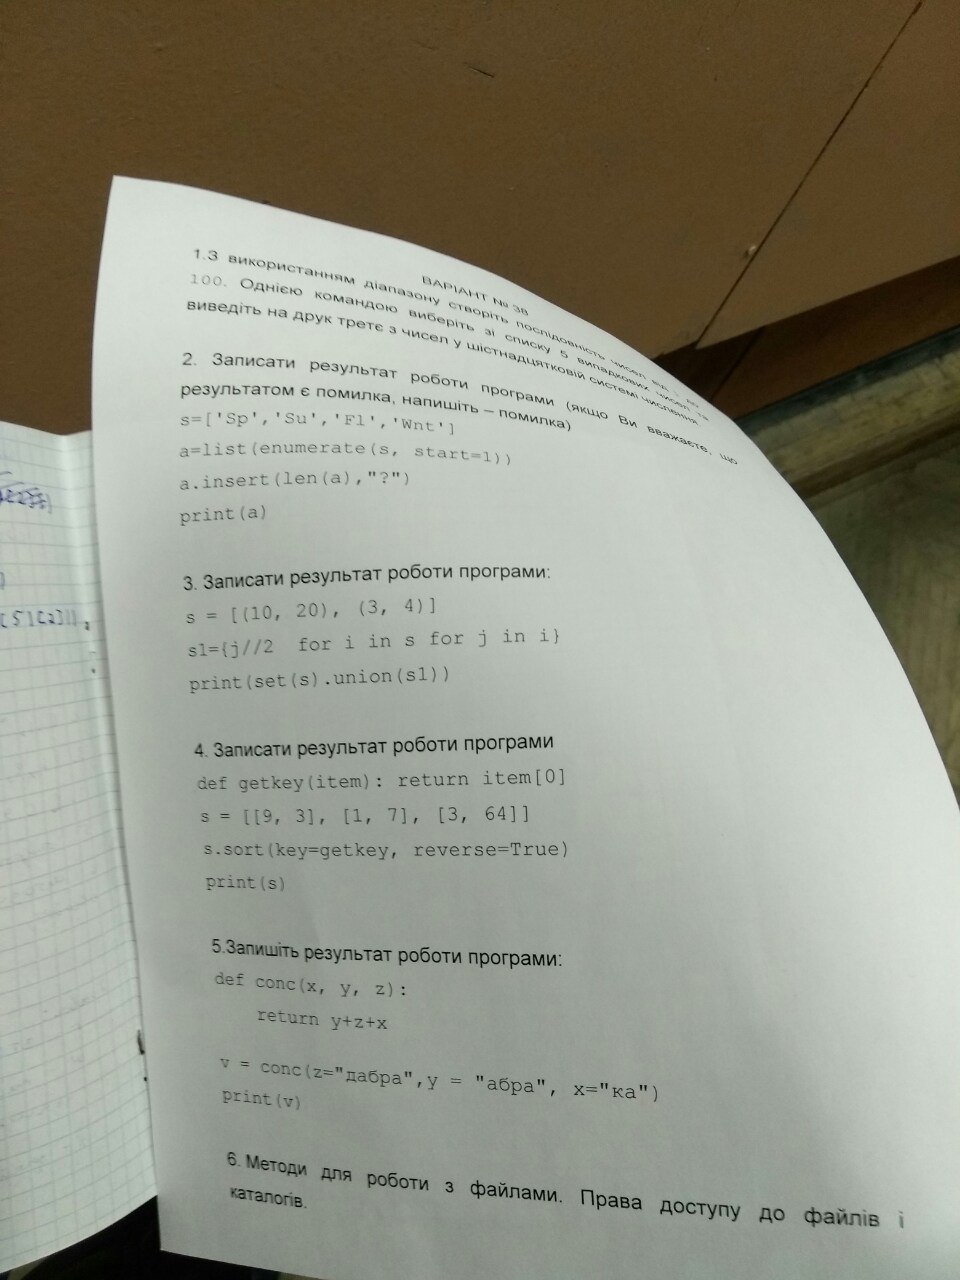 ВАРІАНТ № 38
1.З використанням діапазону створіть послідовність чисел від
100. Однією командою виберіть зі списку 5 випадкових чисел та
виведіть на друк третє з чисел у шістнадцятковій системі числення
2. Записати результат роботи програми (якщо Ви вважаєте, що
результатом є помилка, напишіть – помилка)
s=['Sp','Su','Fl','Wnt']
a=list(enumerate(s, start=1))
a.insert(len(a),"?")
print(a)
3. Записати результат роботи програми:
s = [(10, 20), (3, 4)]
s1={j//2 for i in s for j in i}
print(set(s).union(s1))
4. Записати результат роботи програми
def getkey(item): return item[0]
s = [[9, 3], [1, 7], [3, 64]]
s.sort(key=getkey, reverse=True)
print(s)
5.Запишіть результат роботи програми:
def conc(x, y, z):
return y+z+x
v = conc(z="дабра",y = "абра", x="ка")
print(v)
6. Методи для роботи з файлами. Права доступу до файлів і
каталогів.